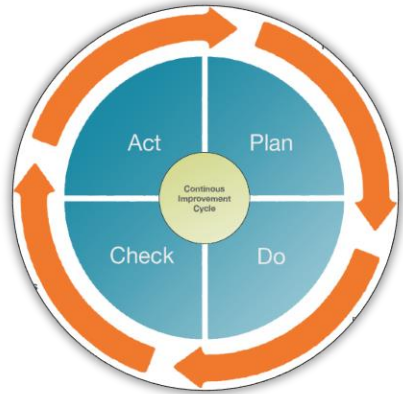 Act
Plan
Continous
Improvement
Cycle
Check
Do